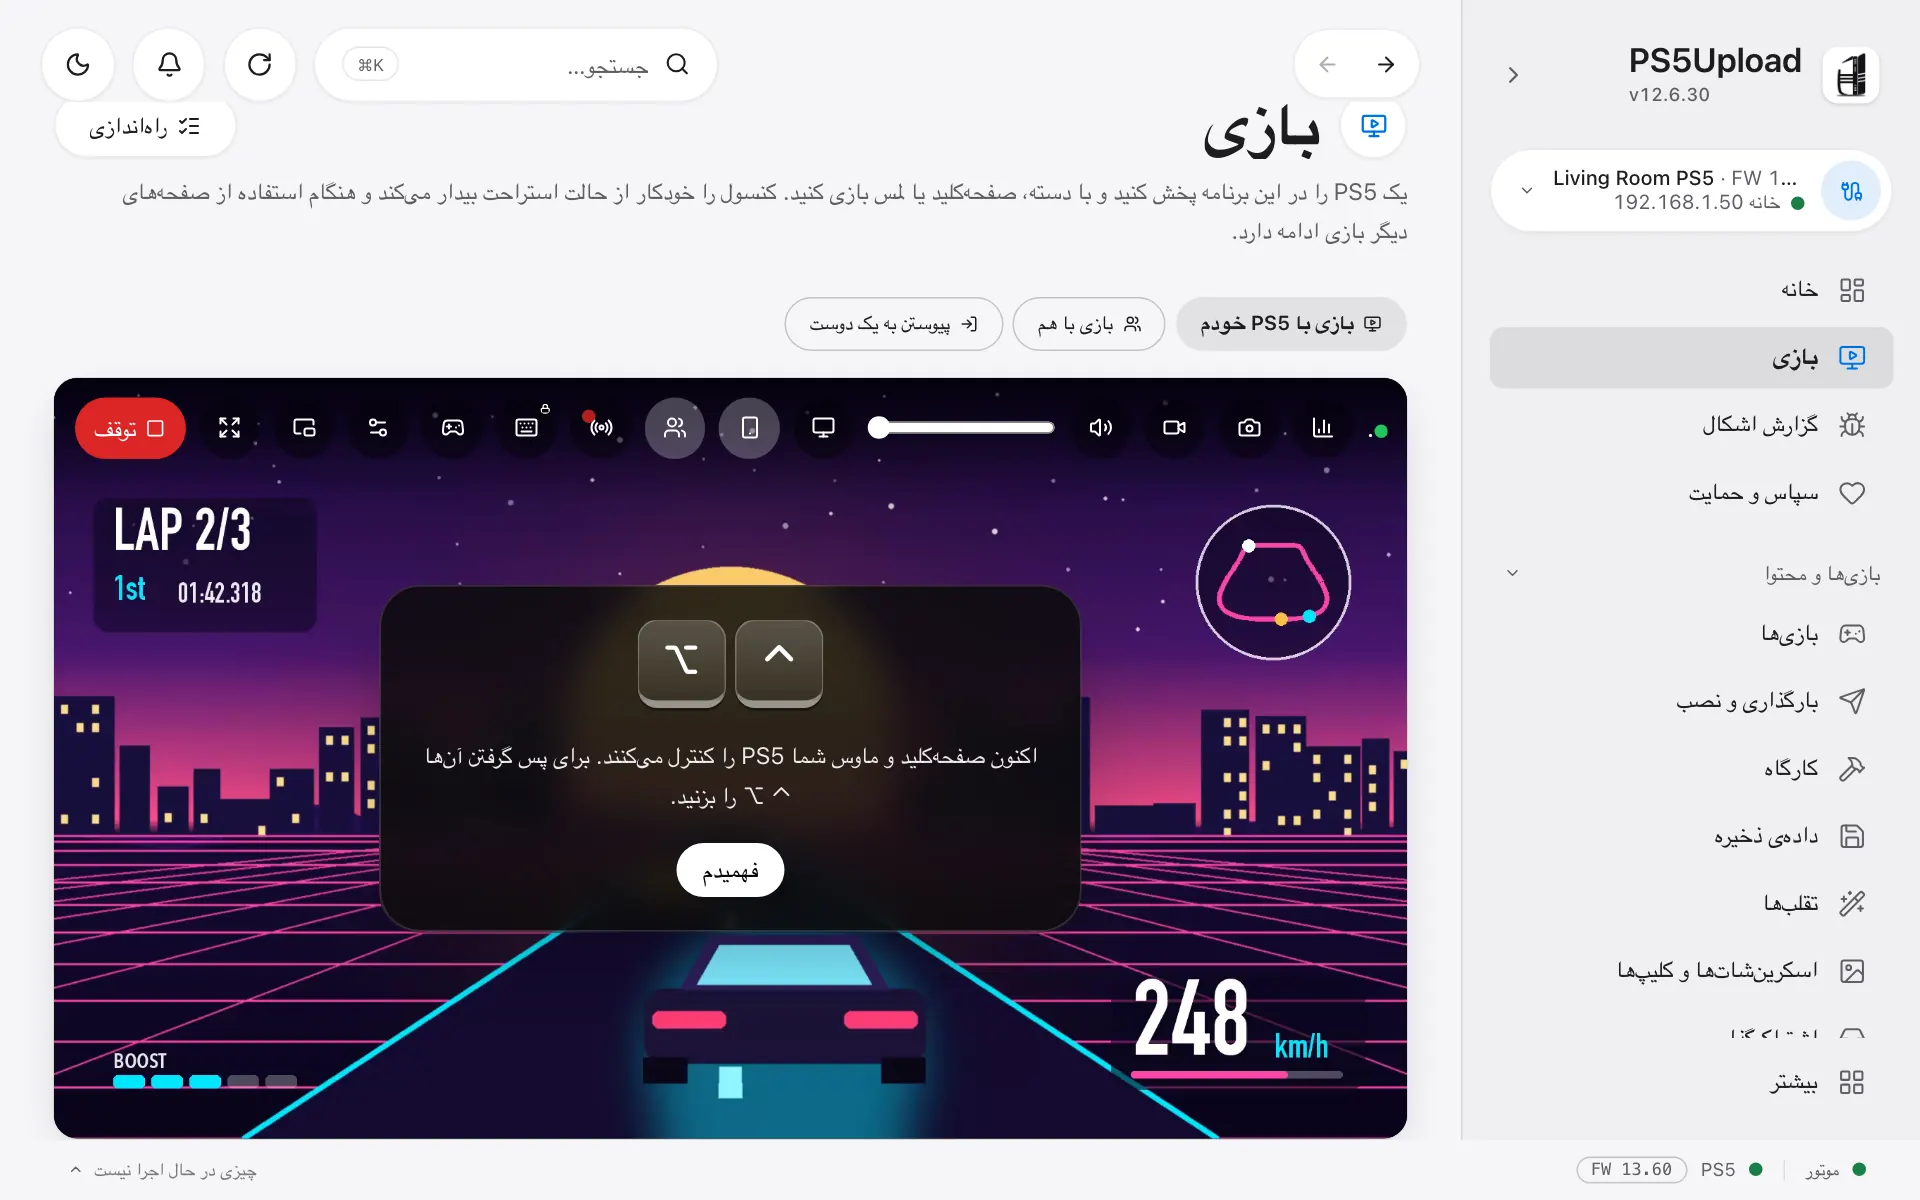 PS5Upload
v12.6.30
Living Room PS5 · FW 1...
خانه 192.168.1.50
خانه
بازی
گزارش اشکال
سپاس و حمایت
بازی‌ها و محتوا
بازی‌ها
بارگذاری و نصب
کارگاه
داده‌ی ذخیره
تقلب‌ها
اسکرین‌شات‌ها و کلیپ‌ها
بیشتر
جستجو...
⌘K
بازی
راه‌اندازی
یک PS5 را در این برنامه پخش کنید و با دسته، صفحه‌کلید یا لمس بازی کنید. کنسول را خودکار از حالت استراحت بیدار می‌کند و هنگام استفاده از صفحه‌های
دیگر بازی ادامه دارد.
بازی با PS5 خودم
بازی با هم
پیوستن به یک دوست
توقف
LAP 2/3
1st 01:42.318
⌥ ^
اکنون صفحه‌کلید و ماوس شما PS5 را کنترل می‌کنند. برای پس گرفتن آن‌ها
^ ⌥ را بزنید.
فهمیدم
248 km/h
BOOST
موتور
PS5
FW 13.60
چیزی در حال اجرا نیست